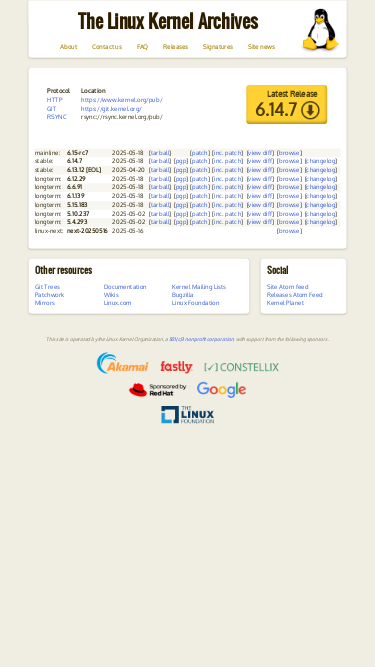 The Linux Kernel Archives
About Contact us FAQ Releases Signatures Site news
Protocol Location
HTTP https://www.kernel.org/pub/
GIT https://git.kernel.org/
RSYNC rsync://rsync.kernel.org/pub/
Latest Release
6.14.7
mainline: 6.15-rc7 2025-05-18 [tarball] [patch] [inc. patch] [view diff] [browse]
stable: 6.14.7 2025-05-18 [tarball] [pgp] [patch] [inc. patch] [view diff] [browse] [changelog]
stable: 6.13.12 [EOL] 2025-04-20 [tarball] [pgp] [patch] [inc. patch] [view diff] [browse] [changelog]
longterm: 6.12.29 2025-05-18 [tarball] [pgp] [patch] [inc. patch] [view diff] [browse] [changelog]
longterm: 6.6.91 2025-05-18 [tarball] [pgp] [patch] [inc. patch] [view diff] [browse] [changelog]
longterm: 6.1.139 2025-05-18 [tarball] [pgp] [patch] [inc. patch] [view diff] [browse] [changelog]
longterm: 5.15.183 2025-05-18 [tarball] [pgp] [patch] [inc. patch] [view diff] [browse] [changelog]
longterm: 5.10.237 2025-05-02 [tarball] [pgp] [patch] [inc. patch] [view diff] [browse] [changelog]
longterm: 5.4.293 2025-05-02 [tarball] [pgp] [patch] [inc. patch] [view diff] [browse] [changelog]
linux-next: next-20250516 2025-05-16 [browse]
Other resources
Git Trees Documentation Kernel Mailing Lists
Patchwork Wikis Bugzilla
Mirrors Linux.com Linux Foundation
Social
Site Atom feed
Releases Atom Feed
Kernel Planet
This site is operated by the Linux Kernel Organization, a 501(c)3 nonprofit corporation, with support from the following sponsors.
Akamai fastly [✓] CONSTELLIX
Sponsored by Red Hat Google
THE LINUX FOUNDATION